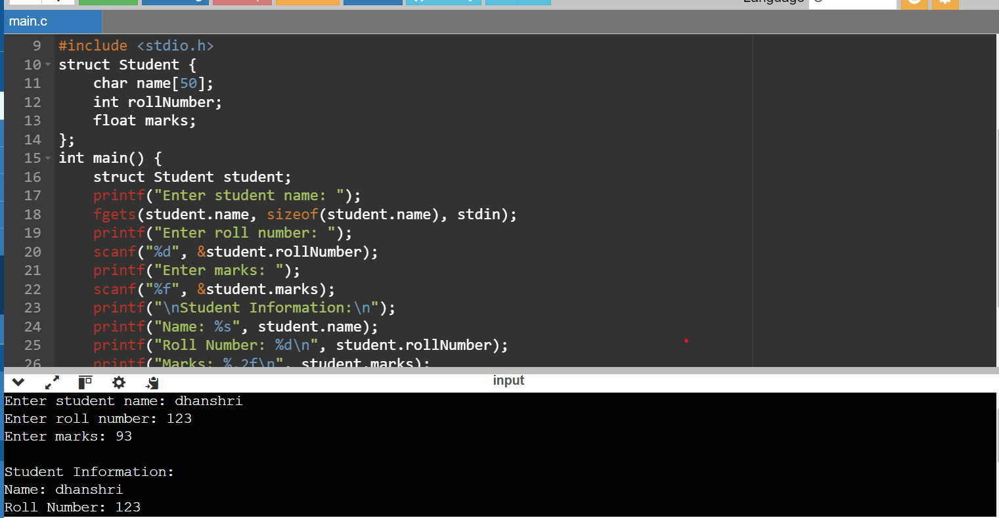 Language
main.c
9 #include <stdio.h>
10 struct Student {
11     char name[50];
12     int rollNumber;
13     float marks;
14 };
15 int main() {
16     struct Student student;
17     printf("Enter student name: ");
18     fgets(student.name, sizeof(student.name), stdin);
19     printf("Enter roll number: ");
20     scanf("%d", &student.rollNumber);
21     printf("Enter marks: ");
22     scanf("%f", &student.marks);
23     printf("\nStudent Information:\n");
24     printf("Name: %s", student.name);
25     printf("Roll Number: %d\n", student.rollNumber);
26     printf("Marks: %.2f\n", student.marks);
input
Enter student name: dhanshri
Enter roll number: 123
Enter marks: 93
Student Information:
Name: dhanshri
Roll Number: 123